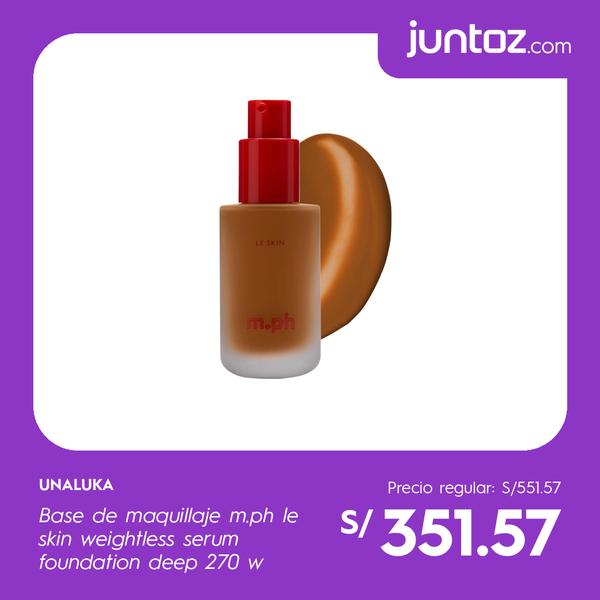 juntoz.com
LE SKIN
m.ph
UNALUKA
Base de maquillaje m.ph le
skin weightless serum
foundation deep 270 w
Precio regular: S/551.57
S/ 351.57